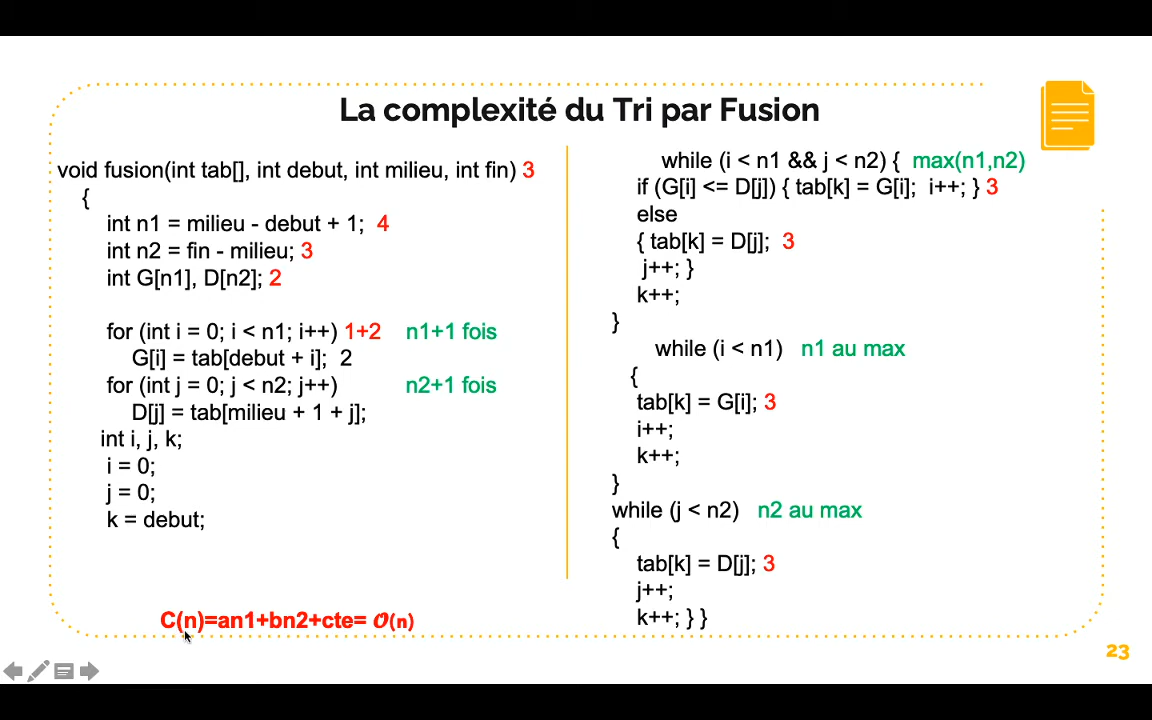 La complexité du Tri par Fusion
void fusion(int tab[], int debut, int milieu, int fin) 3
{
int n1 = milieu - debut + 1; 4
int n2 = fin - milieu; 3
int G[n1], D[n2]; 2
for (int i = 0; i < n1; i++) 1+2 n1+1 fois
G[i] = tab[debut + i]; 2
for (int j = 0; j < n2; j++) n2+1 fois
D[j] = tab[milieu + 1 + j];
int i, j, k;
i = 0;
j = 0;
k = debut;
C(n)=an1+bn2+cte= O(n)
while (i < n1 && j < n2) { max(n1,n2)
if (G[i] <= D[j]) { tab[k] = G[i]; i++; } 3
else
{ tab[k] = D[j]; 3
j++; }
k++;
}
while (i < n1) n1 au max
{
tab[k] = G[i]; 3
i++;
k++;
}
while (j < n2) n2 au max
{
tab[k] = D[j]; 3
j++;
k++; } }
23